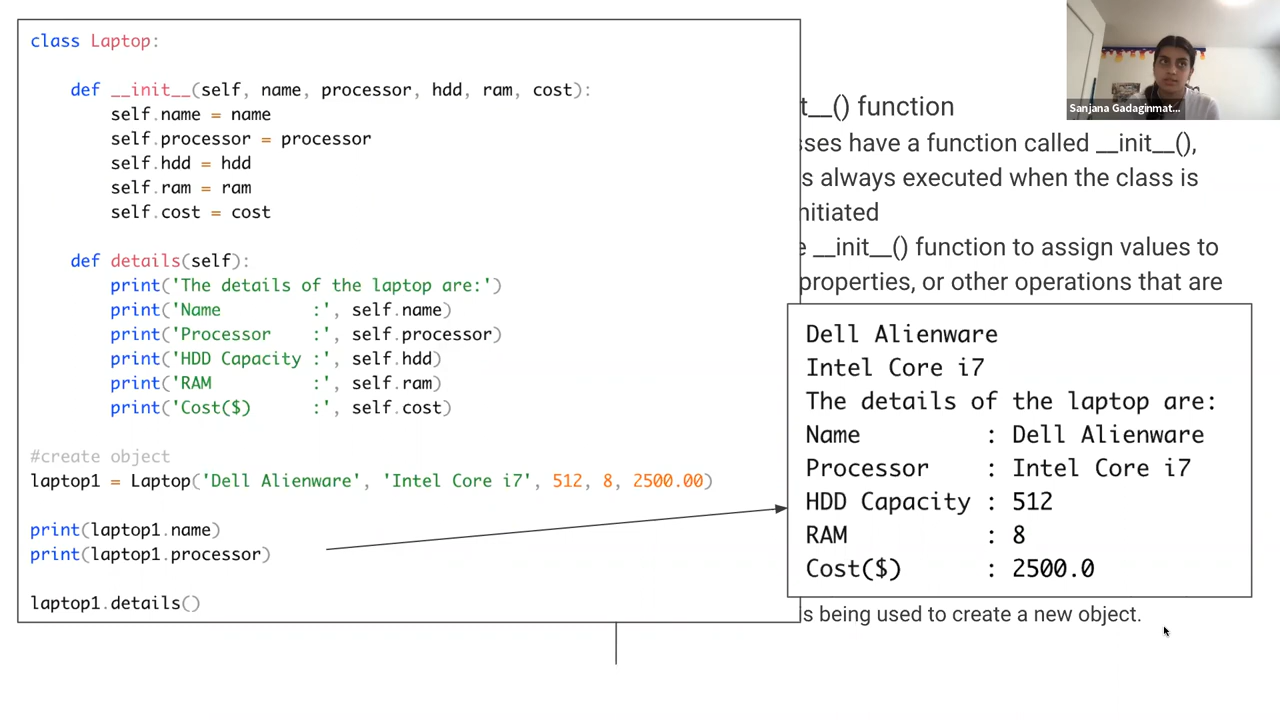 class Laptop:
def __init__(self, name, processor, hdd, ram, cost):
self.name = name
self.processor = processor
self.hdd = hdd
self.ram = ram
self.cost = cost
def details(self):
print('The details of the laptop are:')
print('Name         :', self.name)
print('Processor    :', self.processor)
print('HDD Capacity :', self.hdd)
print('RAM          :', self.ram)
print('Cost($)      :', self.cost)
#create object
laptop1 = Laptop('Dell Alienware', 'Intel Core i7', 512, 8, 2500.00)
print(laptop1.name)
print(laptop1.processor)
laptop1.details()
Sanjana Gadaginmat...
t__() function
sses have a function called __init__(),
s always executed when the class is
nitiated
e __init__() function to assign values to
properties, or other operations that are
Dell Alienware
Intel Core i7
The details of the laptop are:
Name         : Dell Alienware
Processor    : Intel Core i7
HDD Capacity : 512
RAM          : 8
Cost($)      : 2500.0
s being used to create a new object.